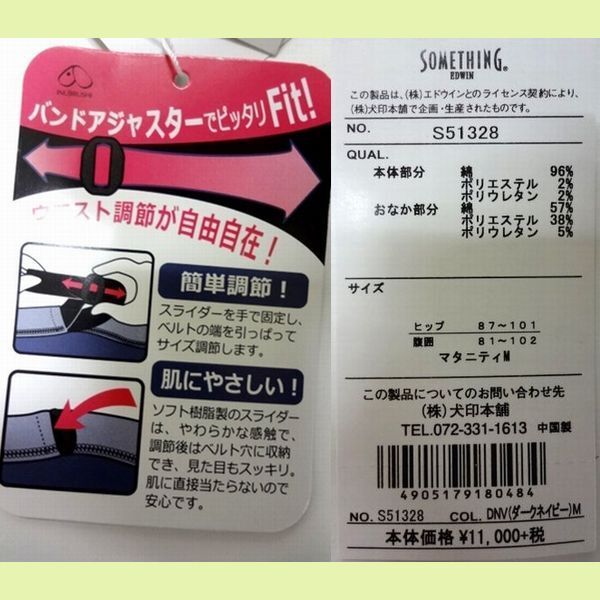 INUJIRUSHI
バンドアジャスターでピッタリFit!
ウエスト調節が自由自在!
簡単調節!
スライダーを手で固定し、
ベルトの端を引っぱって
サイズ調節します。
肌にやさしい!
ソフト樹脂製のスライダー
は、やわらかな感触で、
調節後はベルト穴に収納
でき、見た目もスッキリ。
肌に直接当たらないので
安心です。
SOMETHING®
EDWIN
この製品は、(株)エドウインとのライセンス契約により、
(株)犬印本舗で企画・生産されたものです。
NO. S51328
QUAL.
本体部分 綿 96%
ポリエステル 2%
ポリウレタン 2%
おなか部分 綿 57%
ポリエステル 38%
ポリウレタン 5%
サイズ
ヒップ 87～101
腹囲 81～102
マタニティM
この製品についてのお問い合わせ先
(株)犬印本舗
TEL.072-331-1613 中国製
4905179180484
NO. S51328 COL. DNV(ダークネイビー)M
本体価格 ¥11,000+税